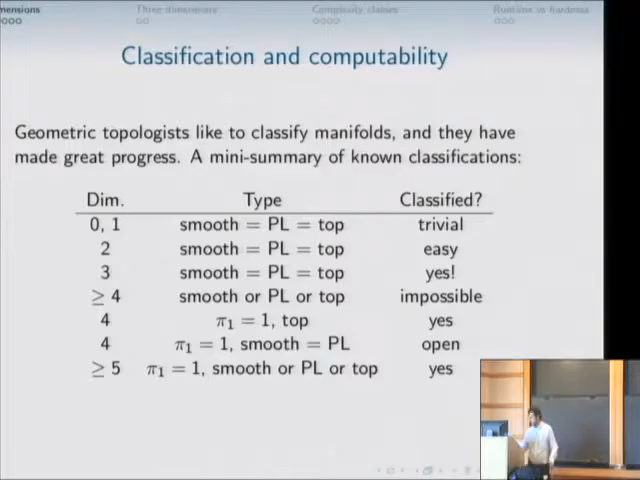 mensions Three dimensions Complexity classes Runtime vs hardness
Classification and computability
Geometric topologists like to classify manifolds, and they have
made great progress. A mini-summary of known classifications:
Dim. Type Classified?
0, 1 smooth = PL = top trivial
2 smooth = PL = top easy
3 smooth = PL = top yes!
≥ 4 smooth or PL or top impossible
4 π₁ = 1, top yes
4 π₁ = 1, smooth = PL open
≥ 5 π₁ = 1, smooth or PL or top yes